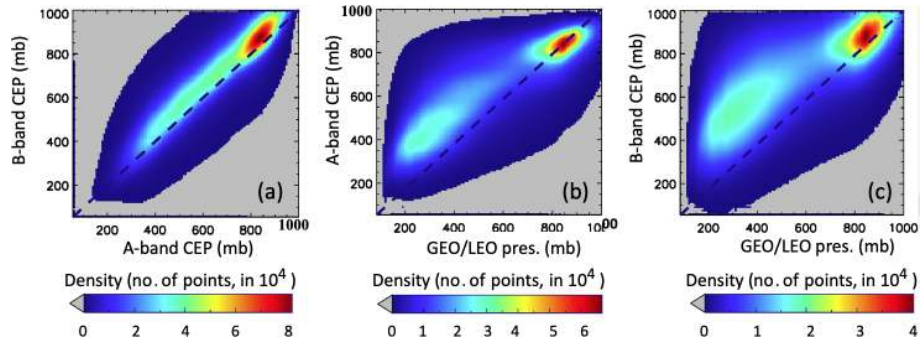 1000
800
600
400
200
B-band CEP (mb)
(a)
200 400 600 800 1000
A-band CEP (mb)
Density (no. of points, in 10⁴ )
0 2 4 6 8
1000
800
600
400
200
A-band CEP (mb)
(b)
200 400 600 800 1000
GEO/LEO pres. (mb)
Density (no. of points, in 10⁴)
0 1 2 3 4 5 6
1000
800
600
400
200
B-band CEP (mb)
(c)
200 400 600 800 1000
GEO/LEO pres. (mb)
Density (no. of points, in 10⁴)
0 1 2 3 4